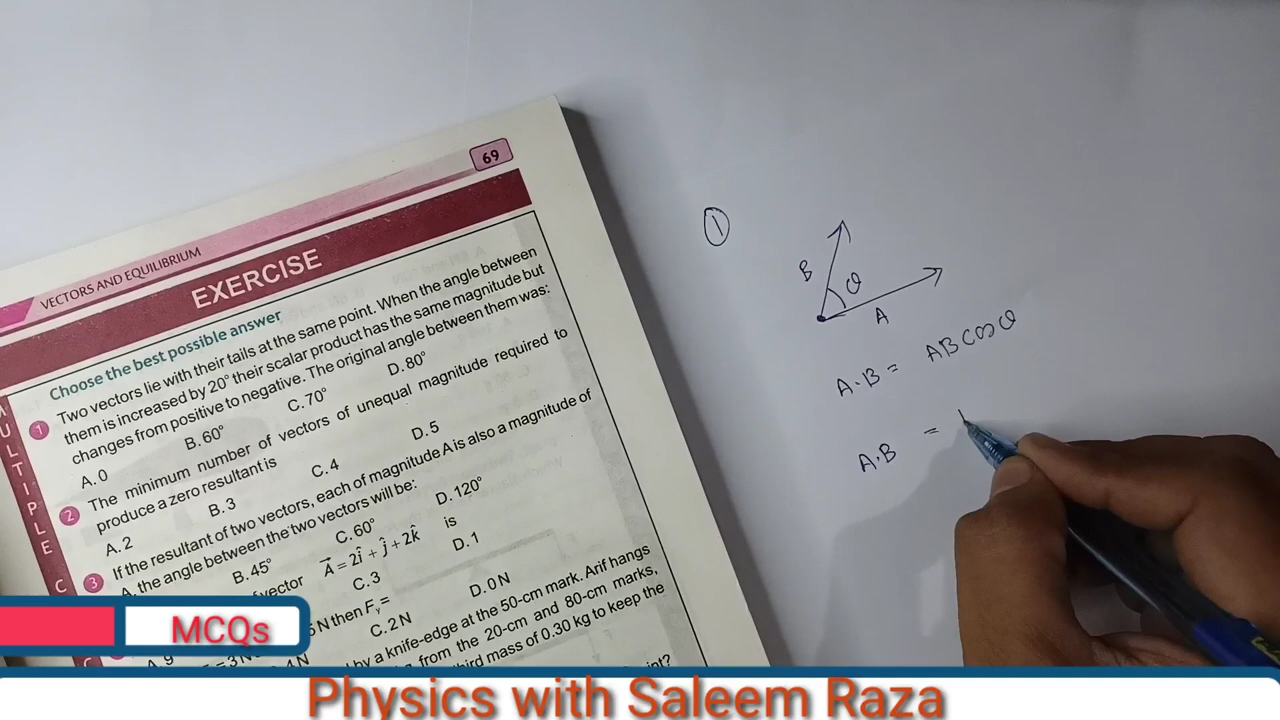 69
VECTORS AND EQUILIBRIUM
EXERCISE
Choose the best possible answer
1 Two vectors lie with their tails at the same point. When the angle between
them is increased by 20° their scalar product has the same magnitude but
changes from positive to negative. The original angle between them was:
A. 0 B. 60° C. 70° D. 80°
2 The minimum number of vectors of unequal magnitude required to
produce a zero resultant is
A. 2 B. 3 C. 4 D. 5
3 If the resultant of two vectors, each of magnitude A is also a magnitude of
A, the angle between the two vectors will be:
B. 45° C. 60° D. 120°
vector A⃗ = 2î + ĵ + 2k̂ is
C. 3 D. 1
N then Fᵧ =
C. 2 N D. 0 N
by a knife-edge at the 50-cm mark. Arif hangs
from the 20-cm and 80-cm marks,
third mass of 0.30 kg to keep the
MULTIPLE C
①
B θ
A
A.B = AB cos θ
A.B =
MCQs
Physics with Saleem Raza